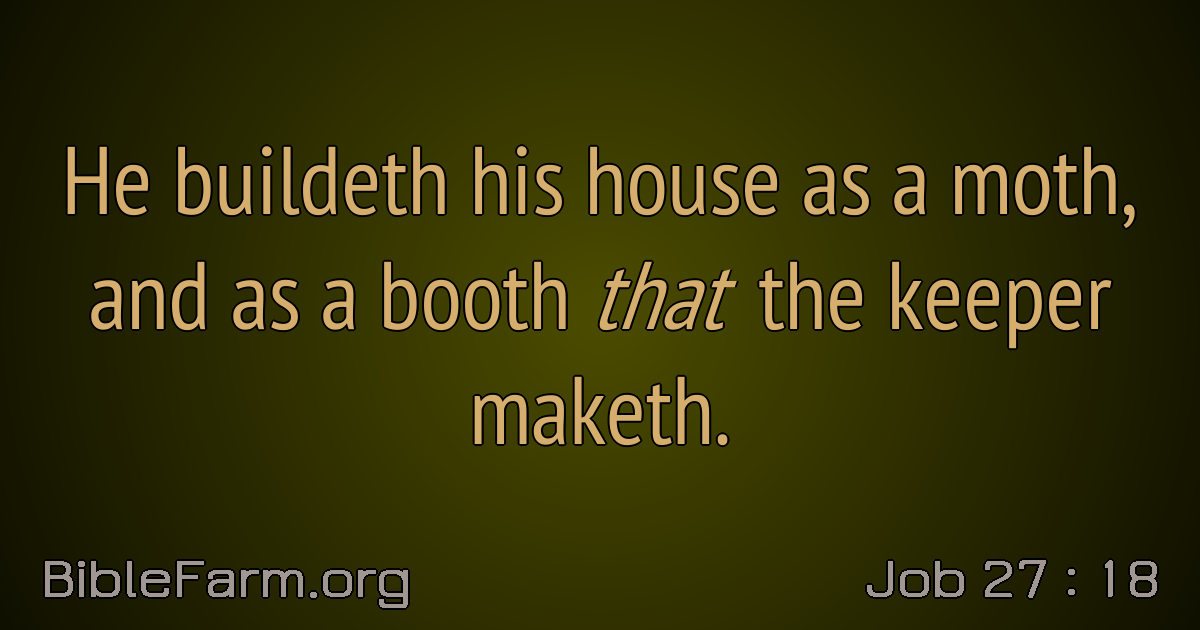 He buildeth his house as a moth,
and as a booth that the keeper
maketh.
BibleFarm.org
Job 27 : 18